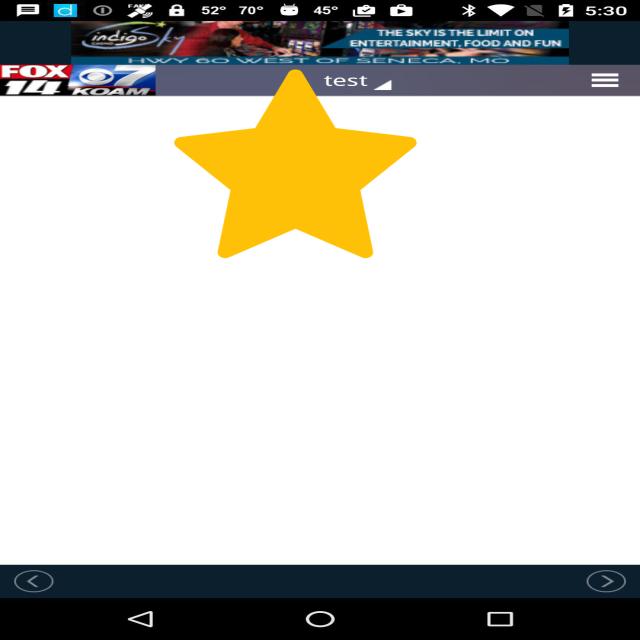 FAIL 52° 70° 45° 5:30
indigo Sky
THE SKY IS THE LIMIT ON
ENTERTAINMENT, FOOD AND FUN
HWY 60 WEST OF SENECA, MO
FOX 14
7 KOAM
test